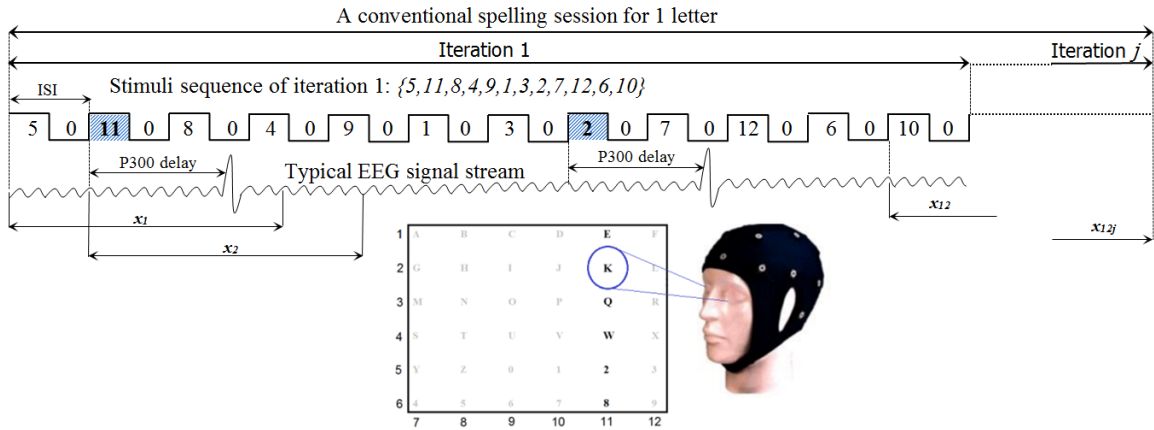 A conventional spelling session for 1 letter
Iteration 1
Iteration j
ISI
Stimuli sequence of iteration 1: {5,11,8,4,9,1,3,2,7,12,6,10}
5 0 11 0 8 0 4 0 9 0 1 0 3 0 2 0 7 0 12 0 6 0 10 0
P300 delay
Typical EEG signal stream
P300 delay
x1
x12
x2
x12j
1 A B C D E F
2 G H I J K L
3 M N O P Q R
4 S T U V W X
5 Y Z 0 1 2 3
6 4 5 6 7 8 9
7 8 9 10 11 12